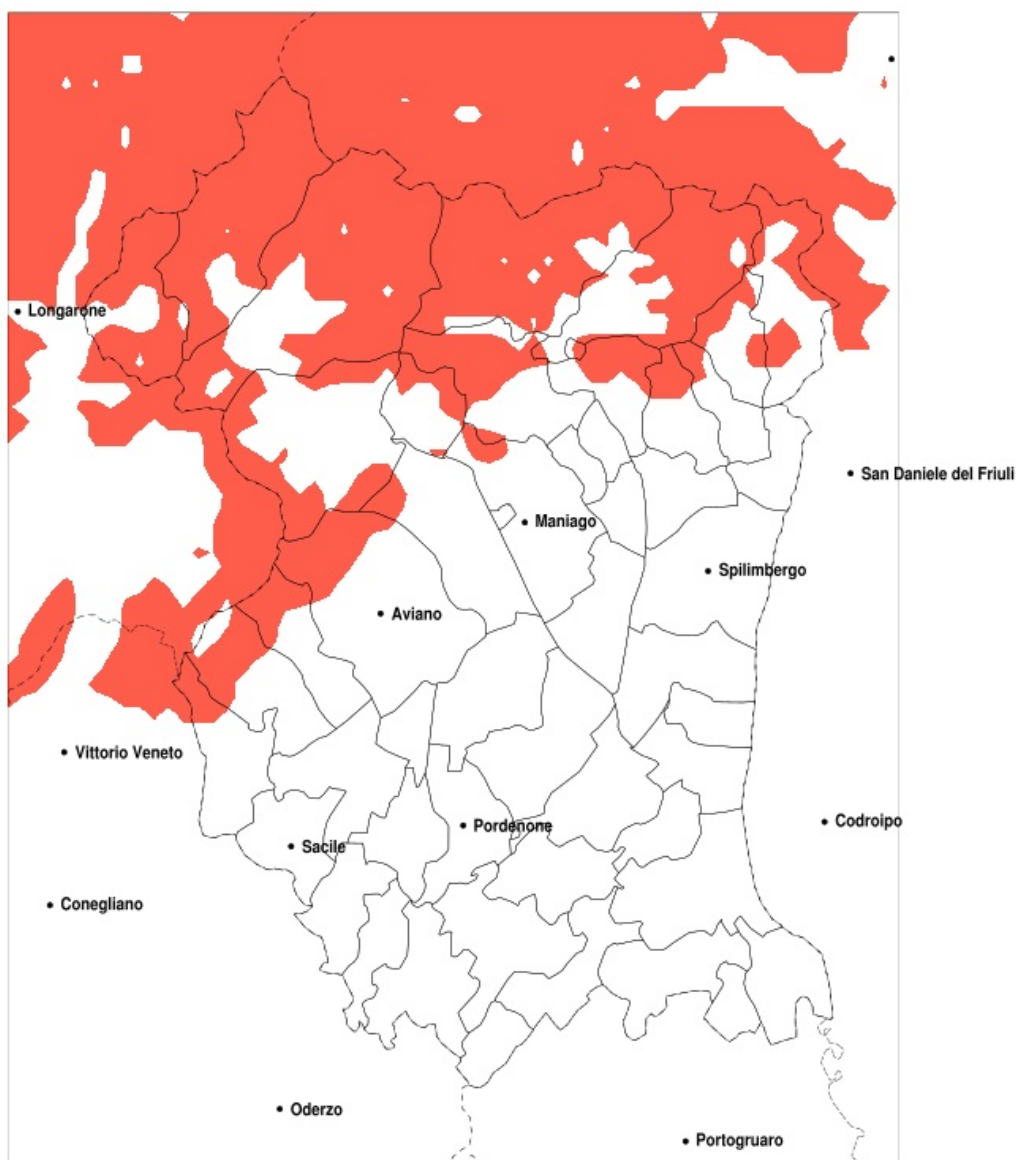 Longarone
San Daniele del Friuli
Maniago
Spilimbergo
Aviano
Vittorio Veneto
Pordenone
Codroipo
Sacile
Conegliano
Oderzo
Portogruaro